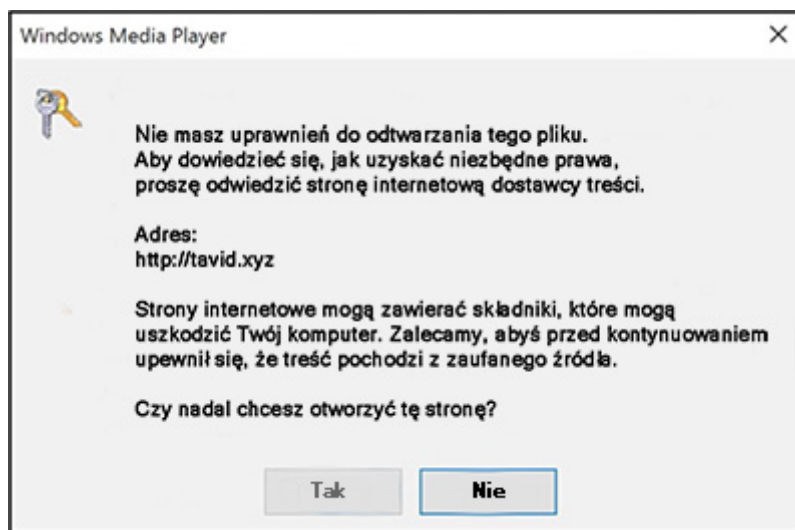 Windows Media Player
Nie masz uprawnień do odtwarzania tego pliku.
Aby dowiedzieć się, jak uzyskać niezbędne prawa,
proszę odwiedzić stronę internetową dostawcy treści.
Adres:
http://tavid.xyz
Strony internetowe mogą zawierać składniki, które mogą
uszkodzić Twój komputer. Zalecamy, abyś przed kontynuowaniem
upewnił się, że treść pochodzi z zaufanego źródła.
Czy nadal chcesz otworzyć tę stronę?
Tak Nie